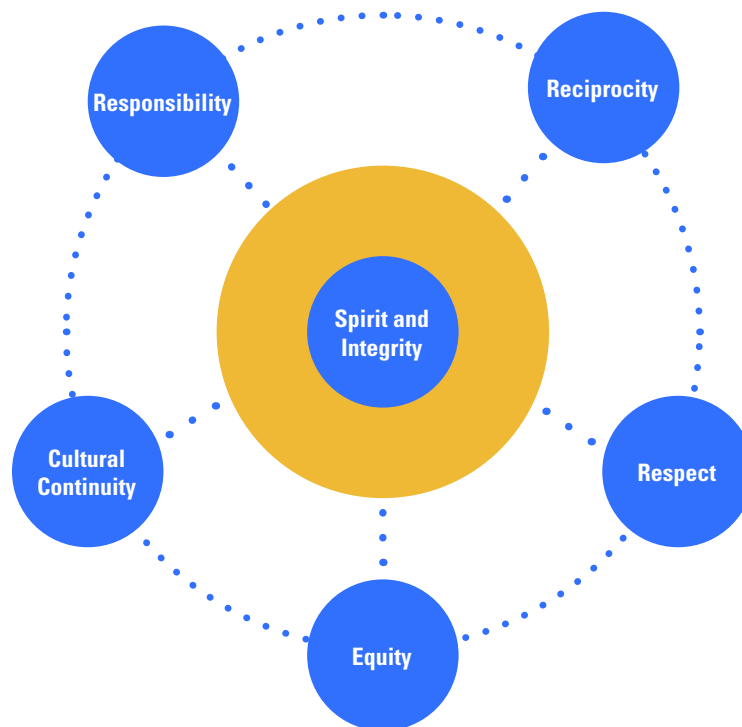 Responsibility
Reciprocity
Spirit and
Integrity
Cultural
Continuity
Respect
Equity